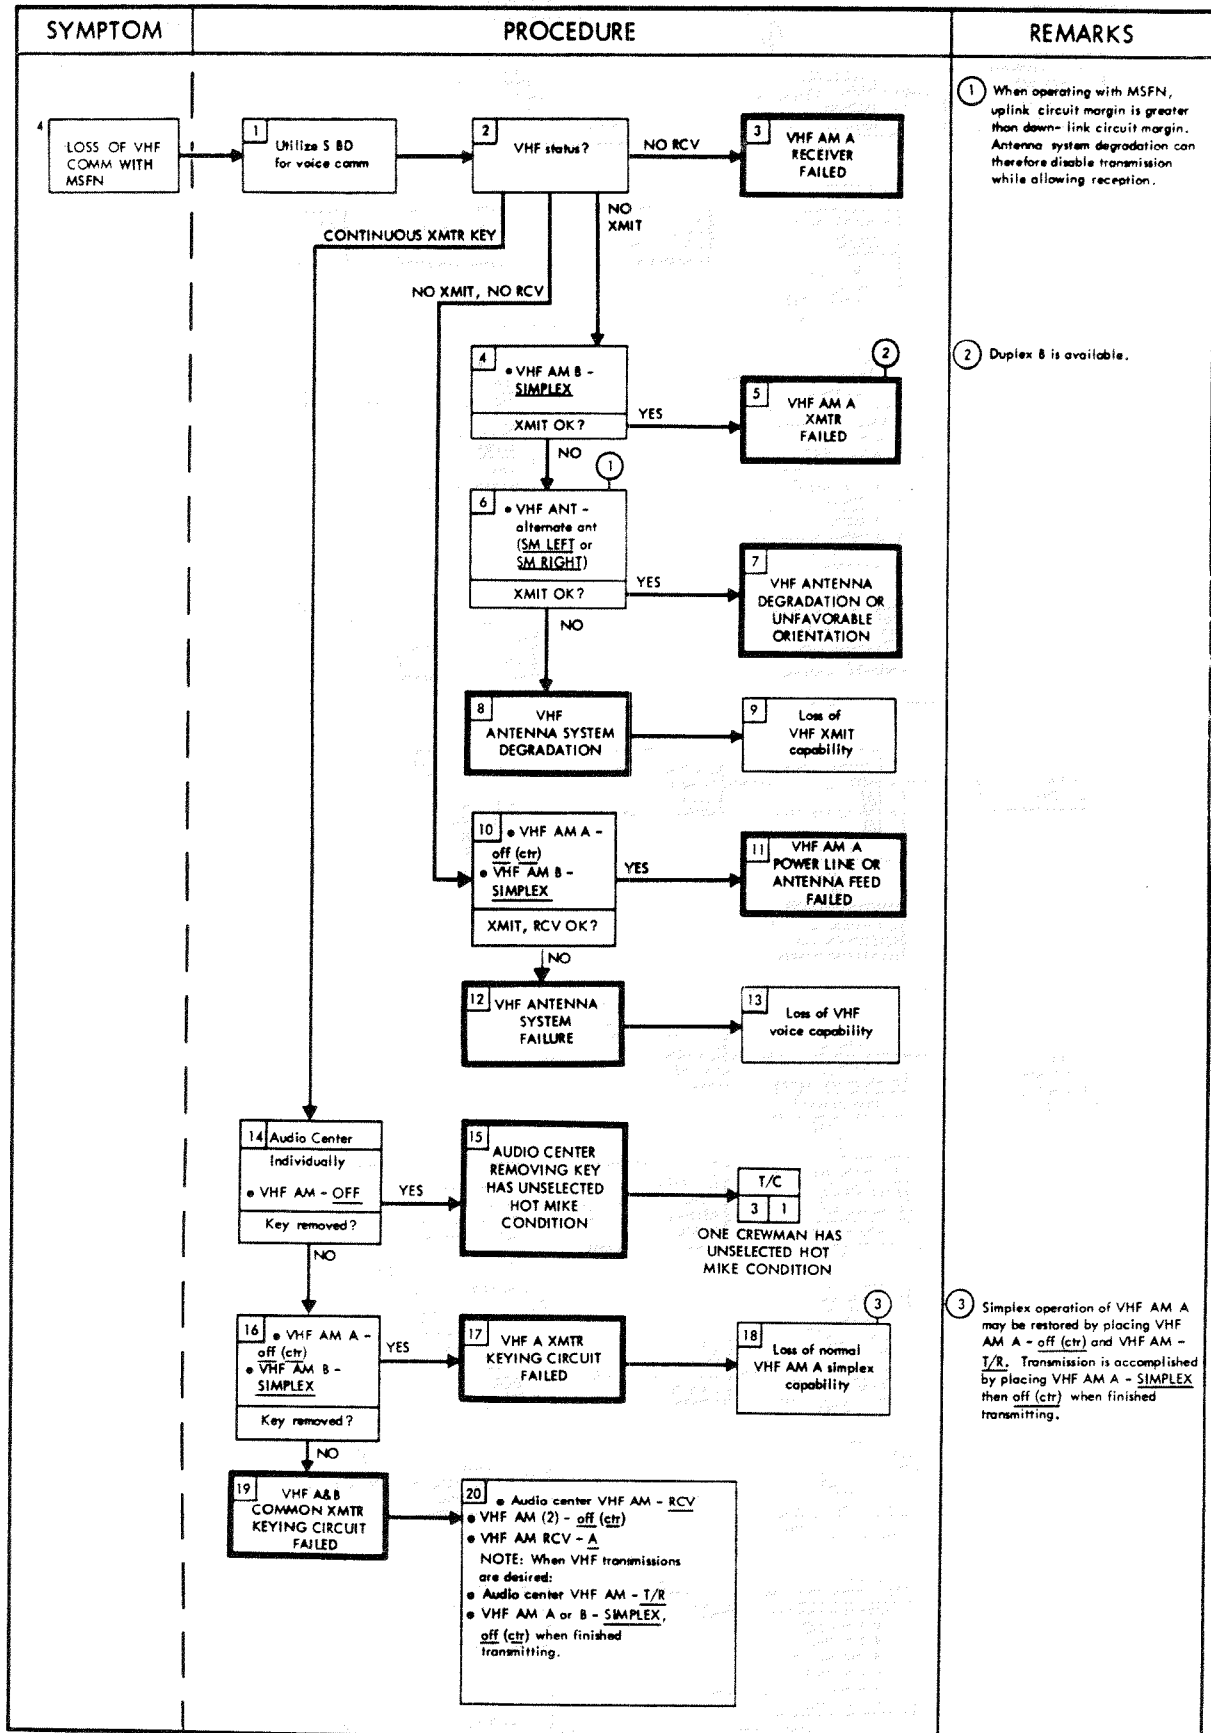 SYMPTOM
PROCEDURE
REMARKS
4
LOSS OF VHF
COMM WITH
MSFN
1
Utilize S BD
for voice comm
2
VHF status?
NO RCV
3
VHF AM A
RECEIVER
FAILED
1
When operating with MSFN,
uplink circuit margin is greater
than down- link circuit margin.
Antenna system degradation can
therefore disable transmission
while allowing reception.
NO
XMIT
CONTINUOUS XMTR KEY
NO XMIT, NO RCV
4
• VHF AM B -
SIMPLEX
XMIT OK?
YES
2
5
VHF AM A
XMTR
FAILED
2
Duplex B is available.
NO
1
6
• VHF ANT -
alternate ant
(SM LEFT or
SM RIGHT)
XMIT OK?
YES
7
VHF ANTENNA
DEGRADATION OR
UNFAVORABLE
ORIENTATION
NO
8
VHF
ANTENNA SYSTEM
DEGRADATION
9
Loss of
VHF XMIT
capability
10
• VHF AM A -
off (ctr)
• VHF AM B -
SIMPLEX
XMIT, RCV OK?
YES
11
VHF AM A
POWER LINE OR
ANTENNA FEED
FAILED
NO
12
VHF ANTENNA
SYSTEM
FAILURE
13
Loss of VHF
voice capability
14
Audio Center
Individually
• VHF AM - OFF
Key removed?
YES
15
AUDIO CENTER
REMOVING KEY
HAS UNSELECTED
HOT MIKE
CONDITION
T/C
3 1
ONE CREWMAN HAS
UNSELECTED HOT
MIKE CONDITION
NO
16
• VHF AM A -
off (ctr)
• VHF AM B -
SIMPLEX
Key removed?
YES
17
VHF A XMTR
KEYING CIRCUIT
FAILED
3
18
Loss of normal
VHF AM A simplex
capability
3
Simplex operation of VHF AM A
may be restored by placing VHF
AM A - off (ctr) and VHF AM -
T/R. Transmission is accomplished
by placing VHF AM A - SIMPLEX
then off (ctr) when finished
transmitting.
NO
19
VHF A&B
COMMON XMTR
KEYING CIRCUIT
FAILED
20
• Audio center VHF AM - RCV
• VHF AM (2) - off (ctr)
• VHF AM RCV - A
NOTE: When VHF transmissions
are desired:
• Audio center VHF AM - T/R
• VHF AM A or B - SIMPLEX,
off (ctr) when finished
transmitting.